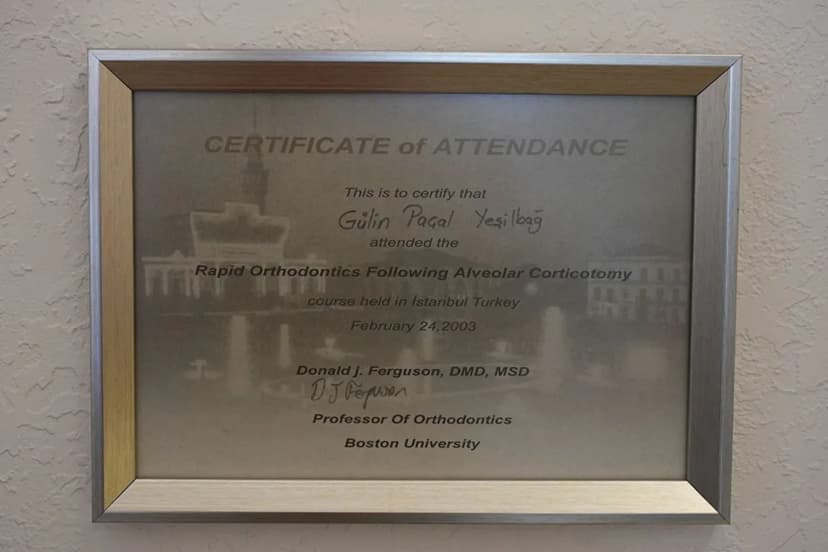 CERTIFICATE of ATTENDANCE
This is to certify that
Gülin Paçal Yeşilbağ
attended the
Rapid Orthodontics Following Alveolar Corticotomy
course held in İstanbul Turkey
February 24,2003
Donald J. Ferguson, DMD, MSD
D J Ferguson
Professor Of Orthodontics
Boston University